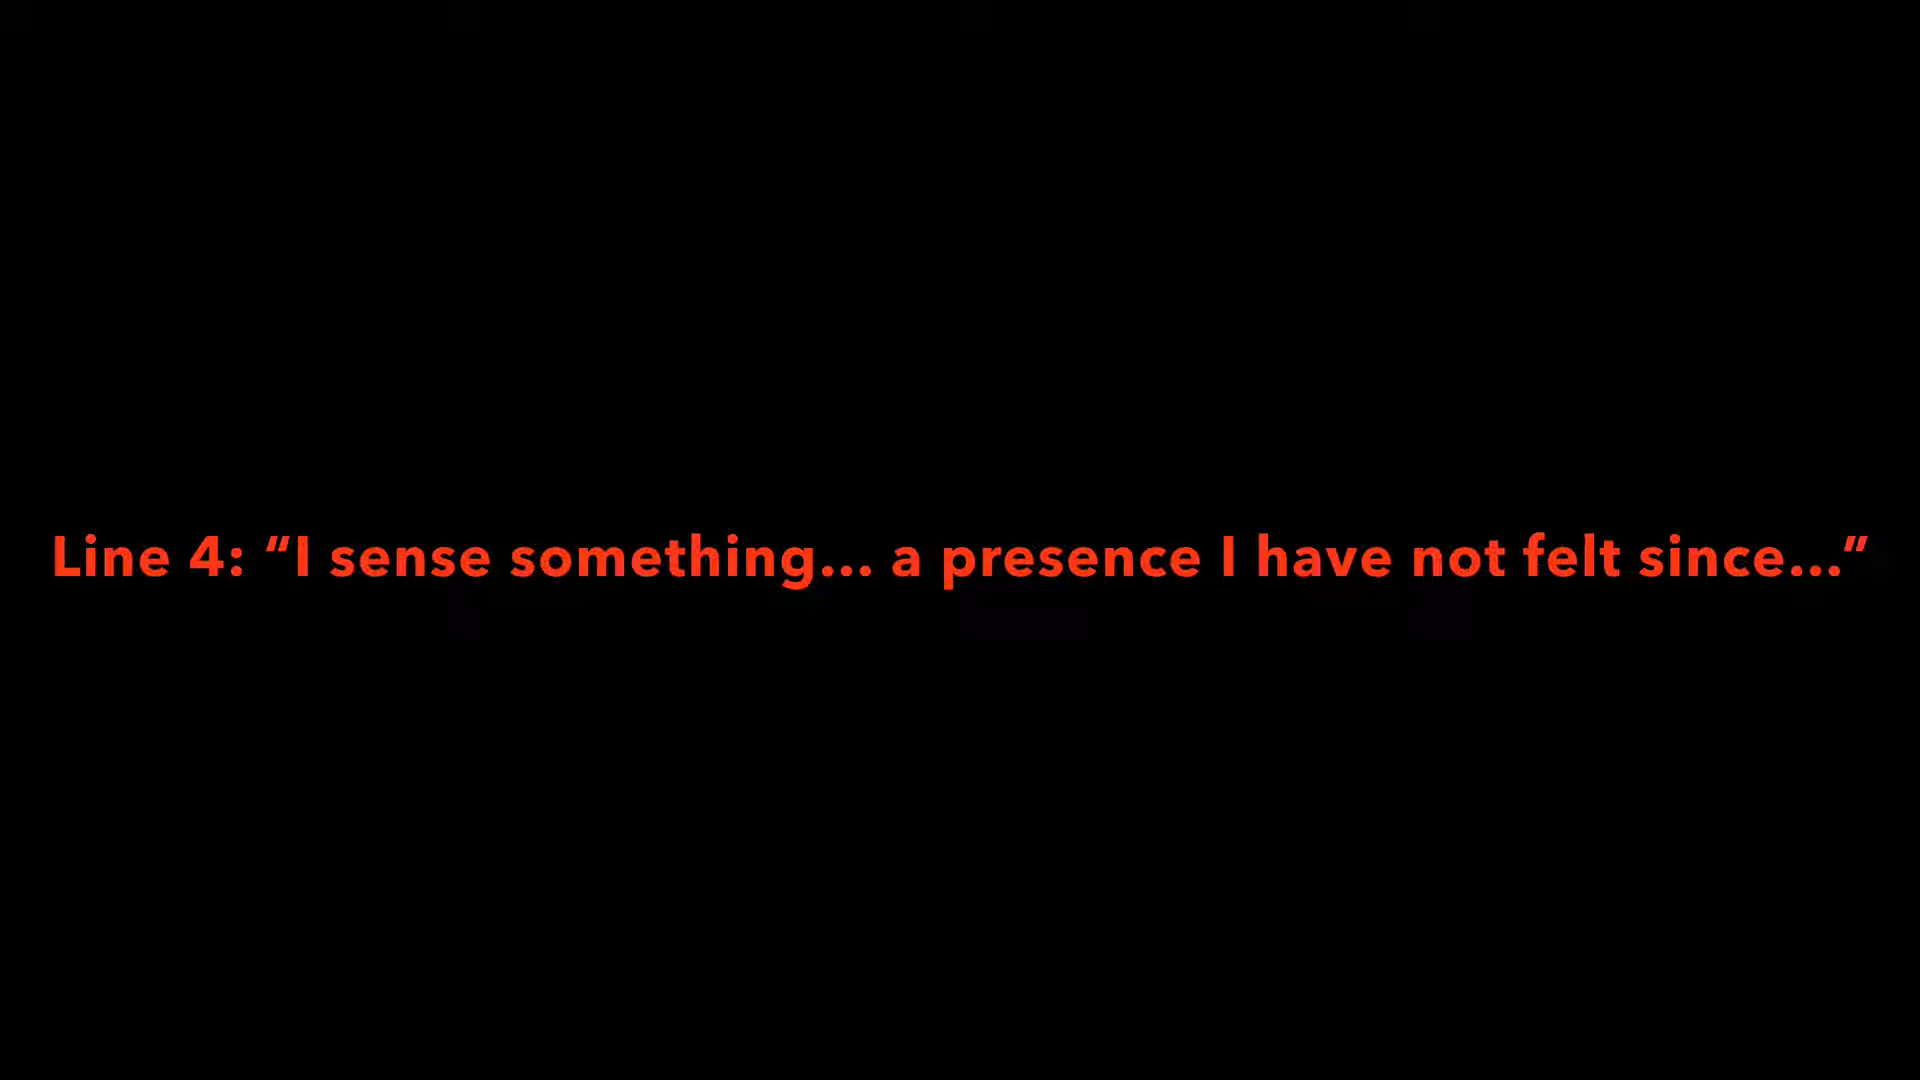 Line 4: “I sense something... a presence I have not felt since...”